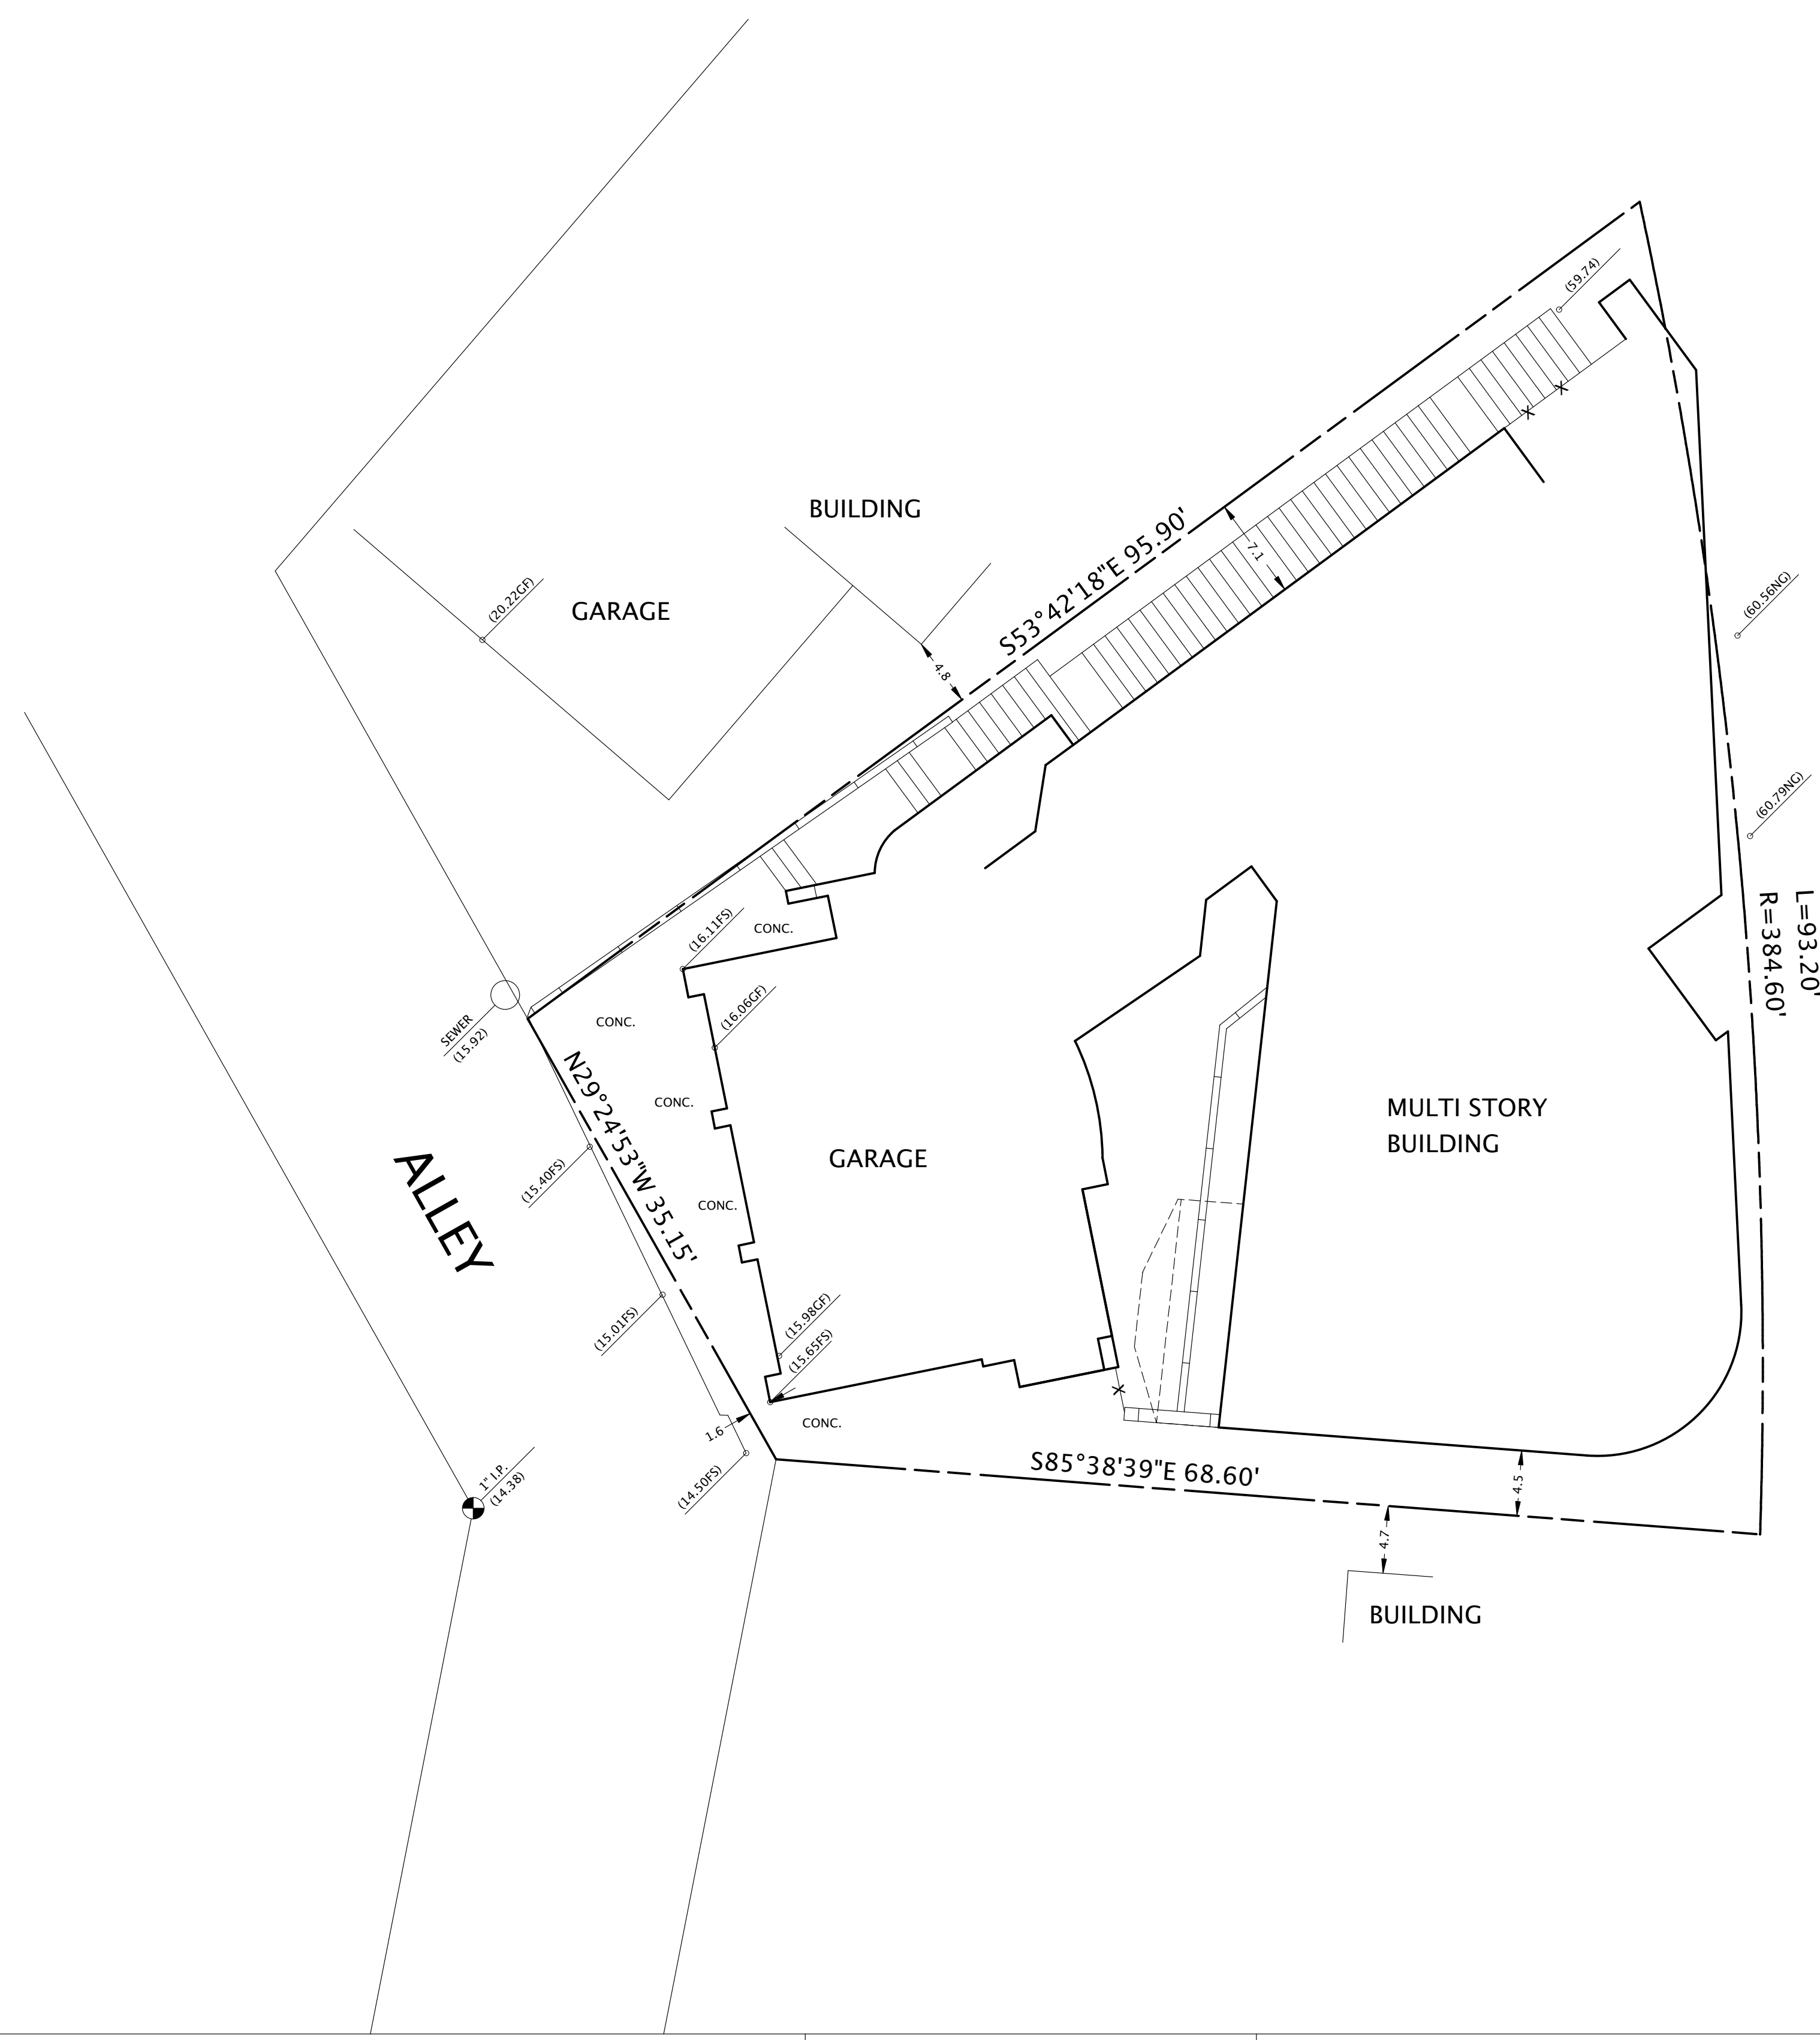 (59.74)
BUILDING
S53°42'18"E 95.90'
7.1
(20.22GF)
GARAGE
4.8
(60.56NG)
(60.79NG)
L=93.20'
R=384.60'
(16.11FS)
CONC.
(16.06GF)
CONC.
SEWER
(15.92)
N29°24'53"W 35.15'
CONC.
MULTI STORY
BUILDING
GARAGE
(15.40FS)
ALLEY
CONC.
(15.01FS)
(15.98GF)
(15.65FS)
1.6
CONC.
S85°38'39"E 68.60'
1" I.P.
(14.38)
(14.50FS)
4.5
4.7
BUILDING